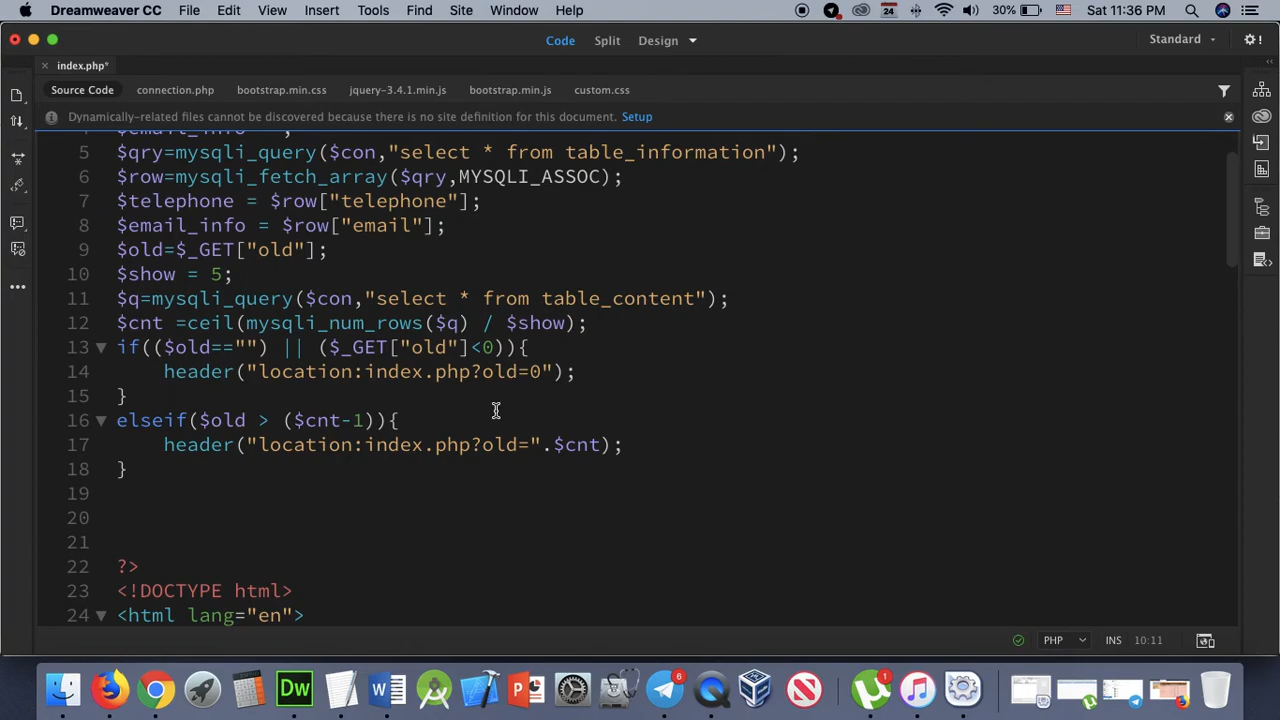 Dreamweaver CC File Edit View Insert Tools Find Site Window Help 24 30% Sat 11:36 PM
Code Split Design Standard
index.php*
Source Code connection.php bootstrap.min.css jquery-3.4.1.min.js bootstrap.min.js custom.css
Dynamically-related files cannot be discovered because there is no site definition for this document. Setup
5 $qry=mysqli_query($con,"select * from table_information");
6 $row=mysqli_fetch_array($qry,MYSQLI_ASSOC);
7 $telephone = $row["telephone"];
8 $email_info = $row["email"];
9 $old=$_GET["old"];
10 $show = 5;
11 $q=mysqli_query($con,"select * from table_content");
12 $cnt =ceil(mysqli_num_rows($q) / $show);
13 if(($old=="") || ($_GET["old"]<0)){
14 header("location:index.php?old=0");
15 }
16 elseif($old > ($cnt-1)){
17 header("location:index.php?old=".$cnt);
18 }
19
20
21
22 ?>
23 <!DOCTYPE html>
24 <html lang="en">
PHP INS 10:11
Dw W P 6 1